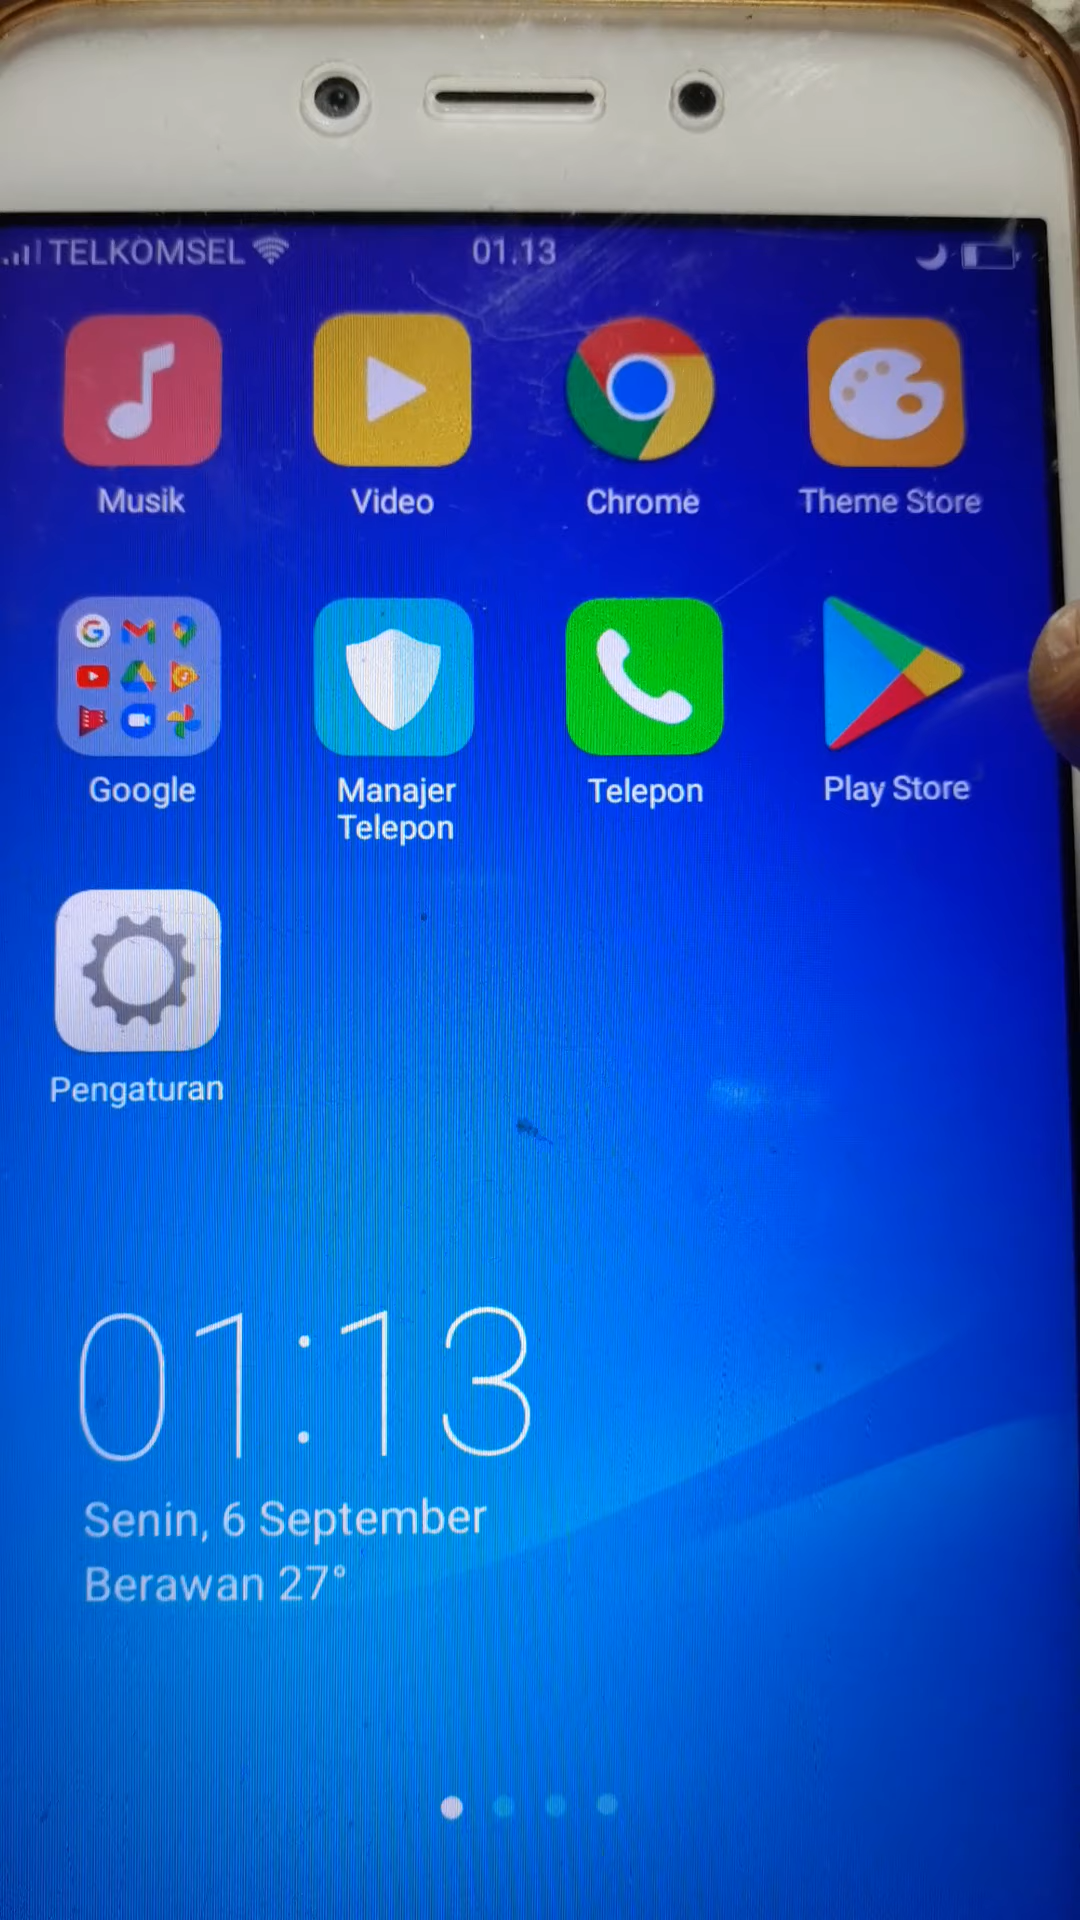 TELKOMSEL 01.13
Musik Video Chrome Theme Store
Google Manajer Telepon Telepon Play Store
Pengaturan
01:13
Senin, 6 September
Berawan 27°